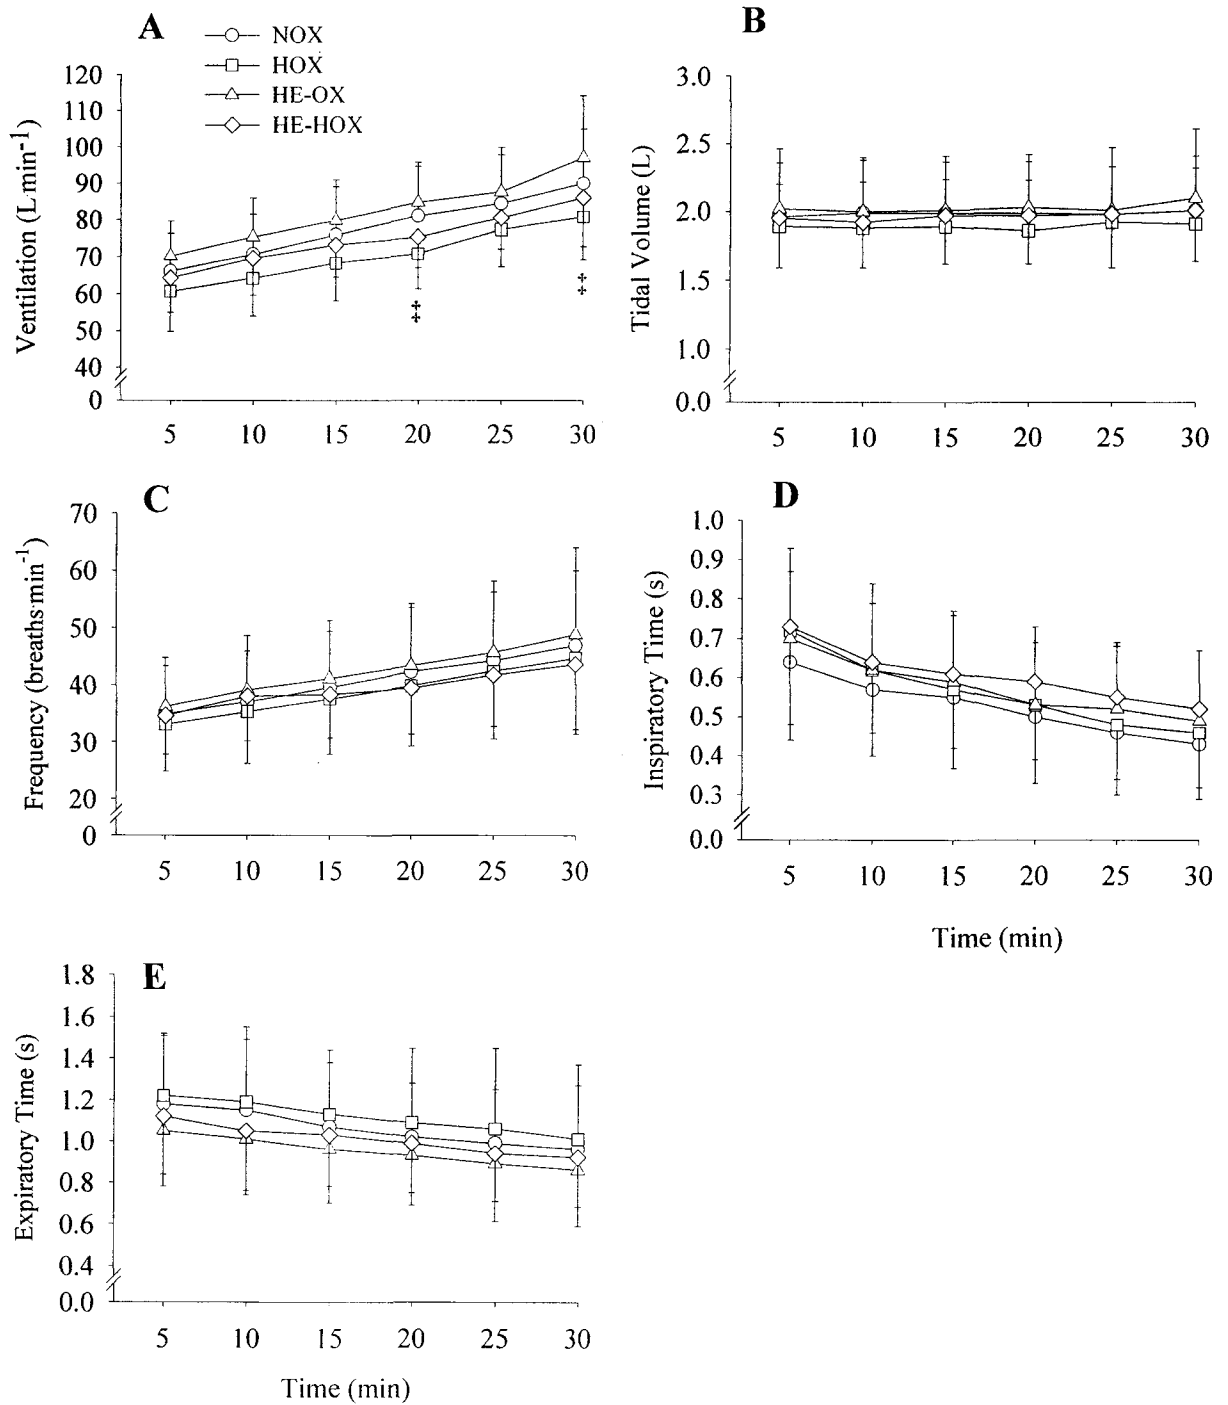 A
NOX
HOX
HE-OX
HE-HOX
Ventilation (L·min-1)
120
110
100
90
80
70
60
50
40
0
‡
‡
5 10 15 20 25 30
B
Tidal Volume (L)
3.0
2.5
2.0
1.5
1.0
0.0
5 10 15 20 25 30
C
Frequency (breaths·min-1)
70
60
50
40
30
20
0
5 10 15 20 25 30
D
Inspiratory Time (s)
1.0
0.9
0.8
0.7
0.6
0.5
0.4
0.3
0.0
5 10 15 20 25 30
Time (min)
E
Expiratory Time (s)
1.8
1.6
1.4
1.2
1.0
0.8
0.6
0.4
0.0
5 10 15 20 25 30
Time (min)